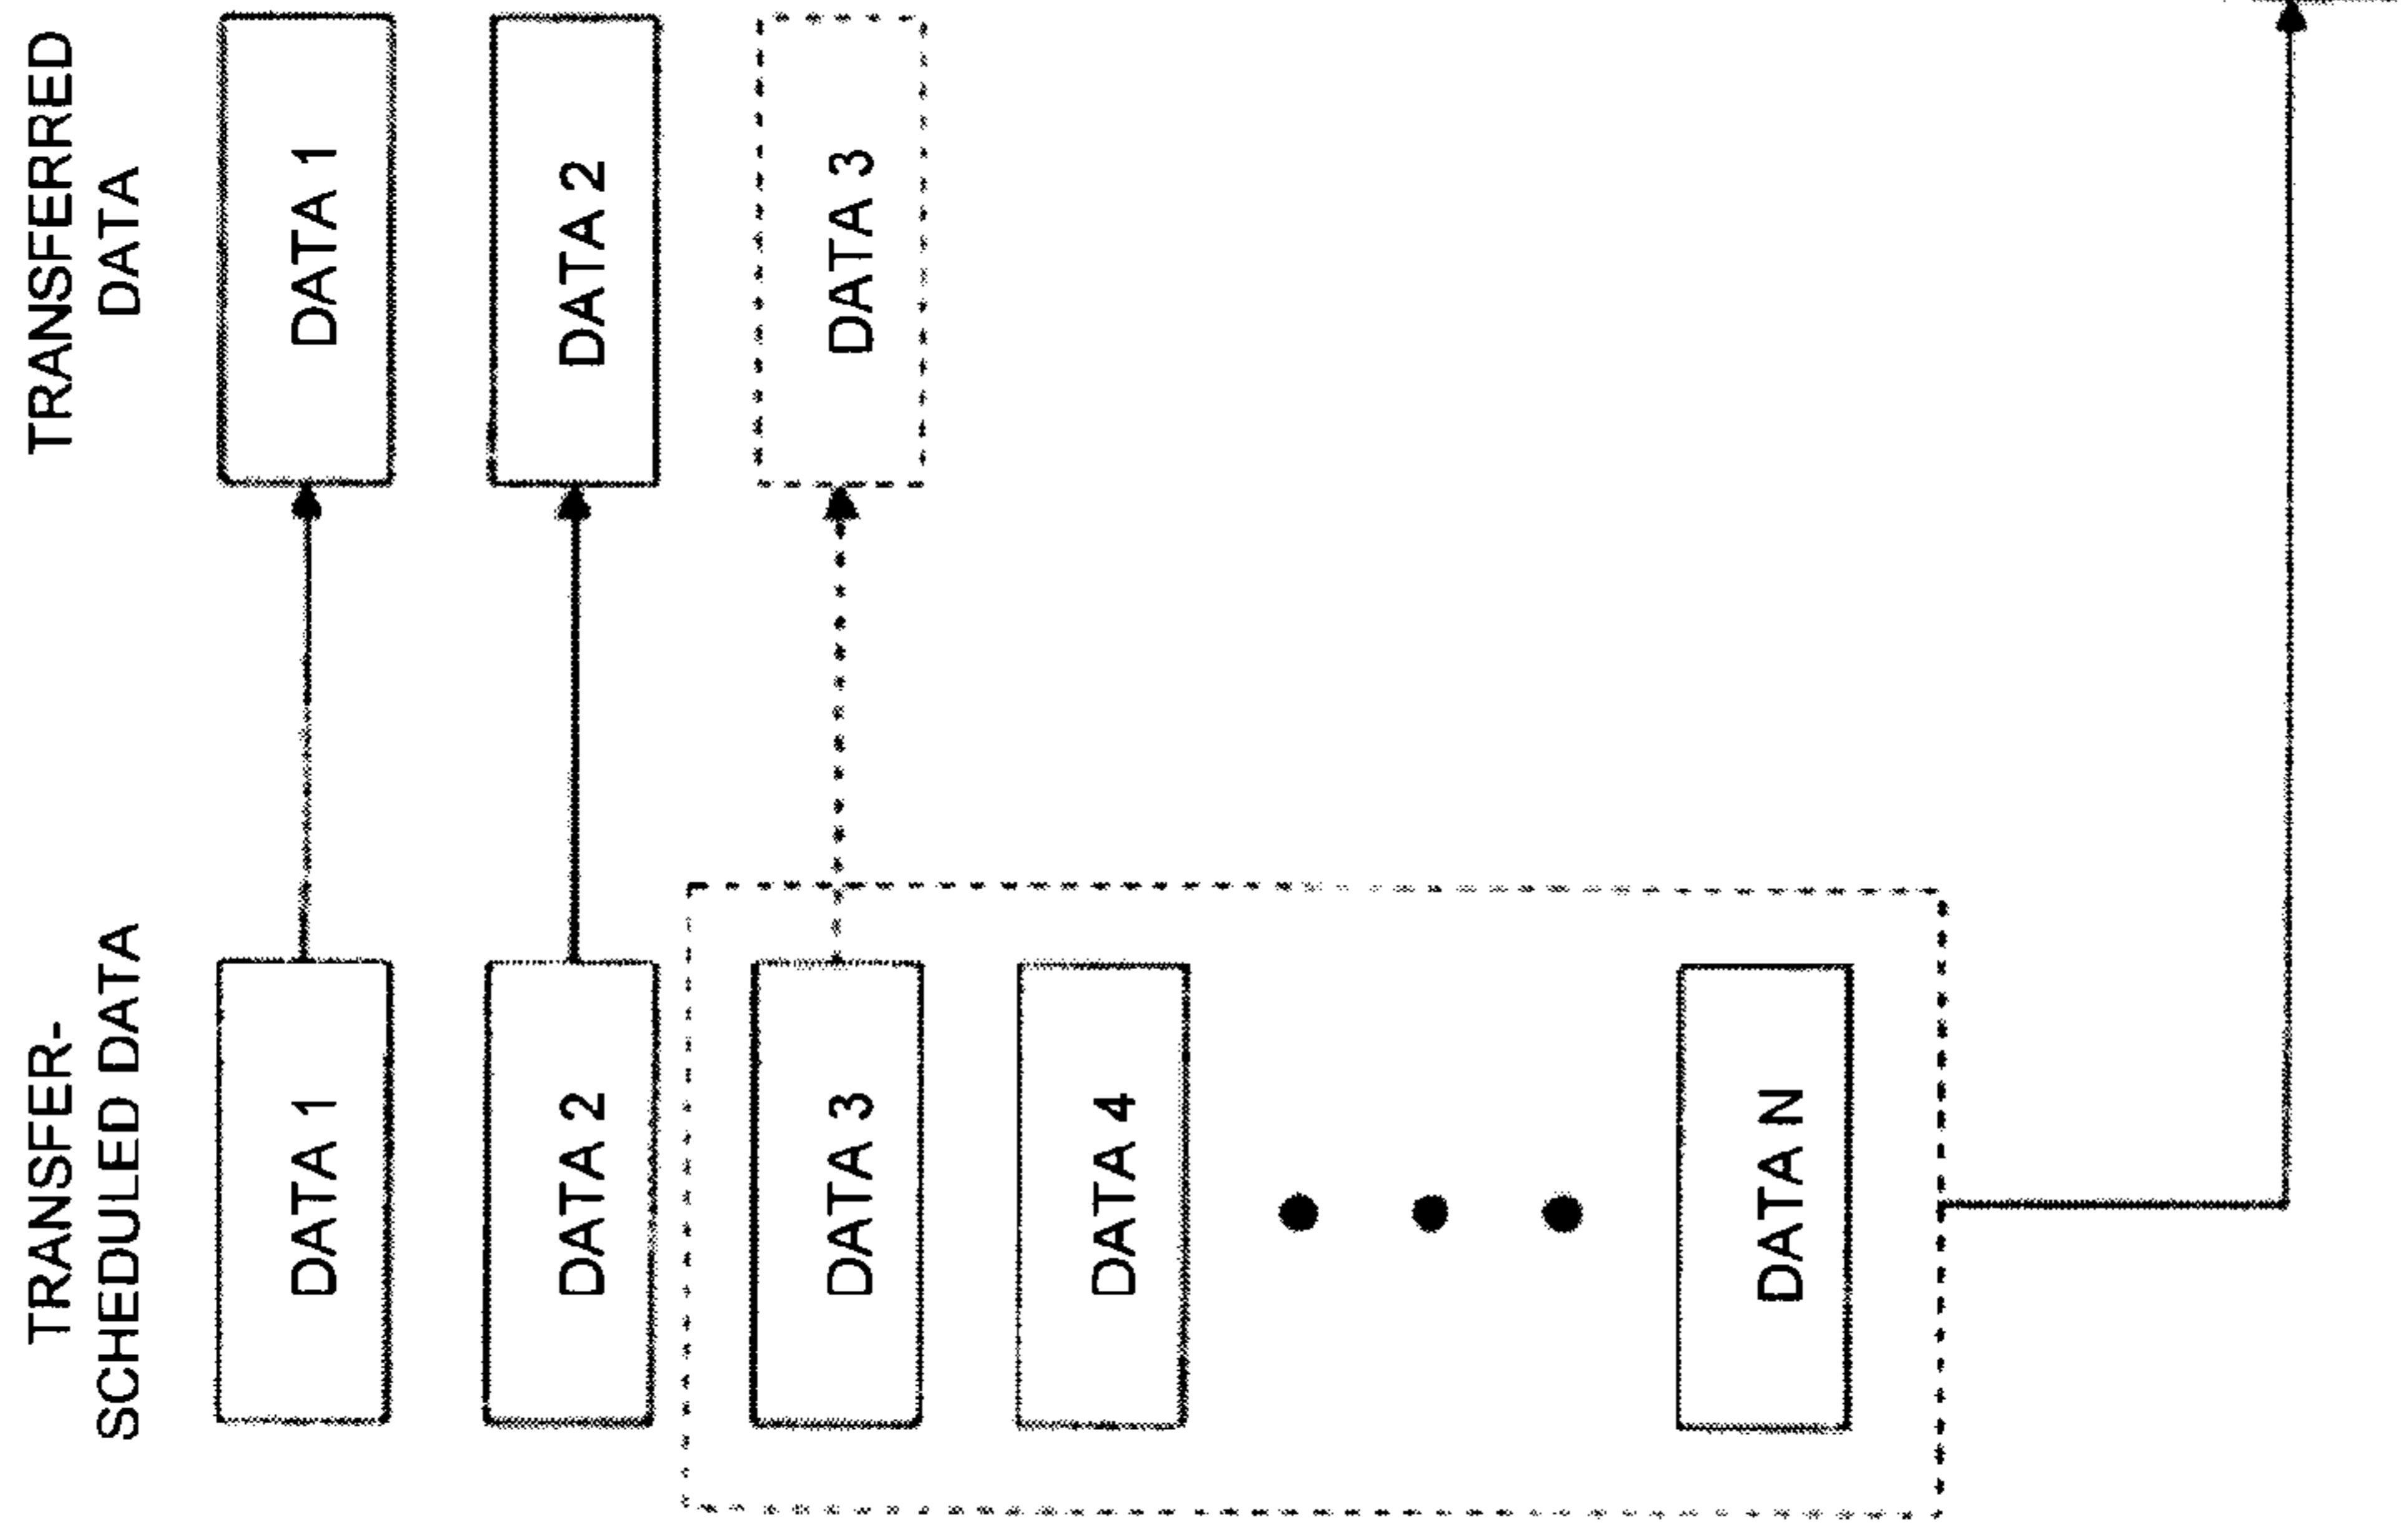 TRANSFER-
SCHEDULED DATA
TRANSFERRED
DATA
DATA 1
DATA 1
DATA 2
DATA 2
DATA 3
DATA 3
DATA 4
DATA N